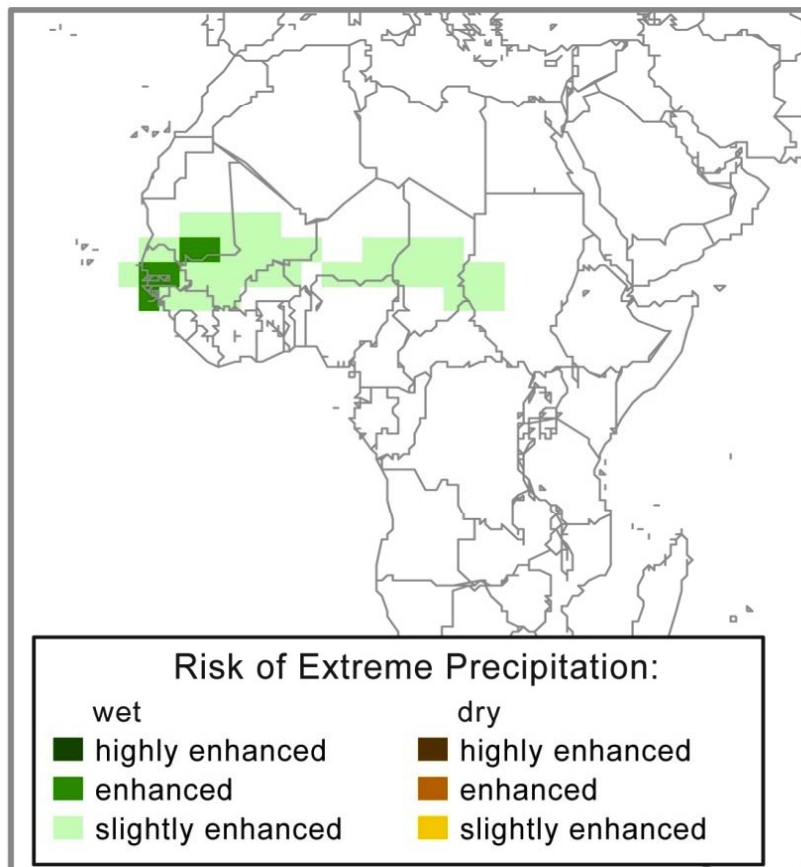 Risk of Extreme Precipitation:
wet
highly enhanced
enhanced
slightly enhanced
dry
highly enhanced
enhanced
slightly enhanced